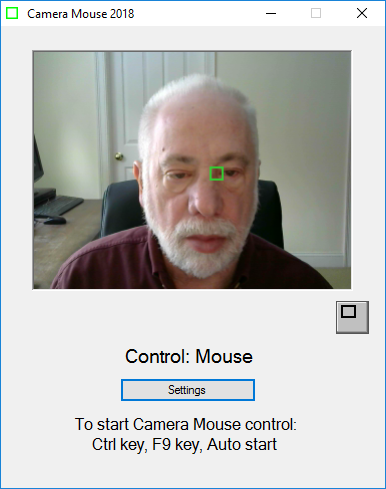 Camera Mouse 2018
Control: Mouse
Settings
To start Camera Mouse control:
Ctrl key, F9 key, Auto start